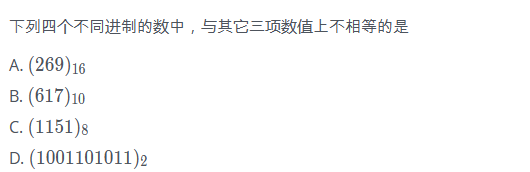 下列四个不同进制的数中，与其它三项数值上不相等的是
A. (269)₁₆
B. (617)₁₀
C. (1151)₈
D. (1001101011)₂